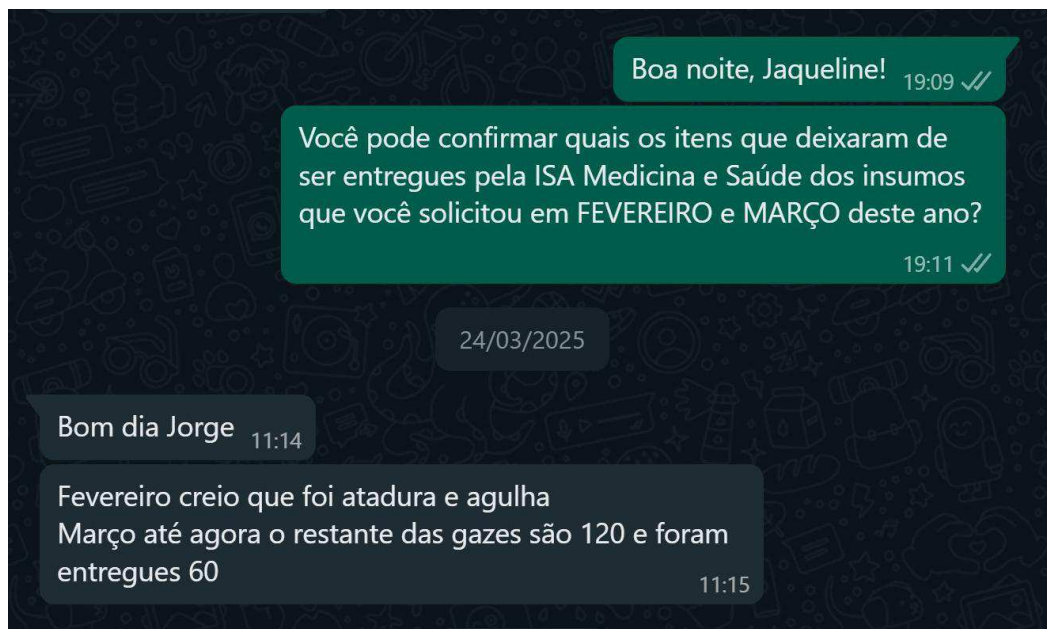 Boa noite, Jaqueline! 19:09
Você pode confirmar quais os itens que deixaram de
ser entregues pela ISA Medicina e Saúde dos insumos
que você solicitou em FEVEREIRO e MARÇO deste ano?
19:11
24/03/2025
Bom dia Jorge 11:14
Fevereiro creio que foi atadura e agulha
Março até agora o restante das gazes são 120 e foram
entregues 60
11:15